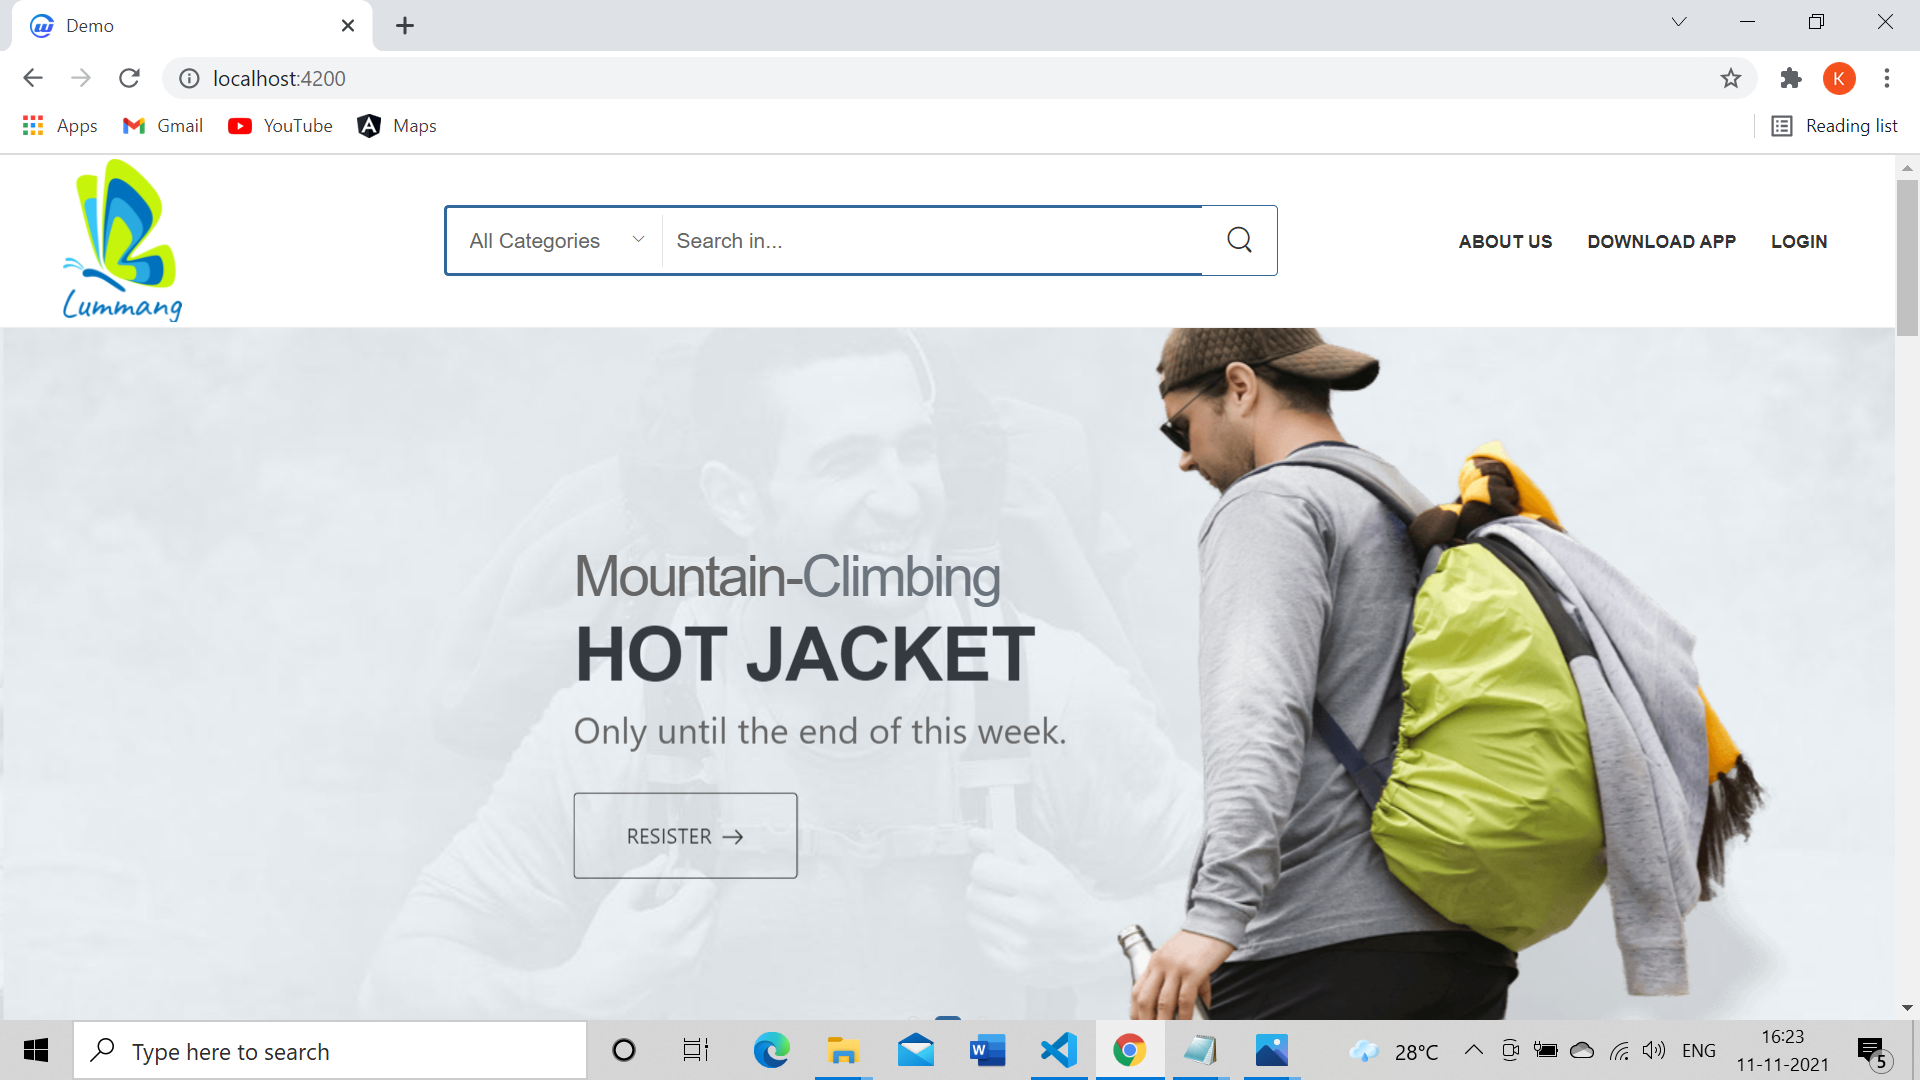 Demo
localhost:4200
Apps
Gmail
YouTube
Maps
Reading list
K
Lummang
All Categories
Search in...
ABOUT US
DOWNLOAD APP
LOGIN
Mountain-Climbing
HOT JACKET
Only until the end of this week.
RESISTER →
Type here to search
28°C
ENG
16:23
11-11-2021
5